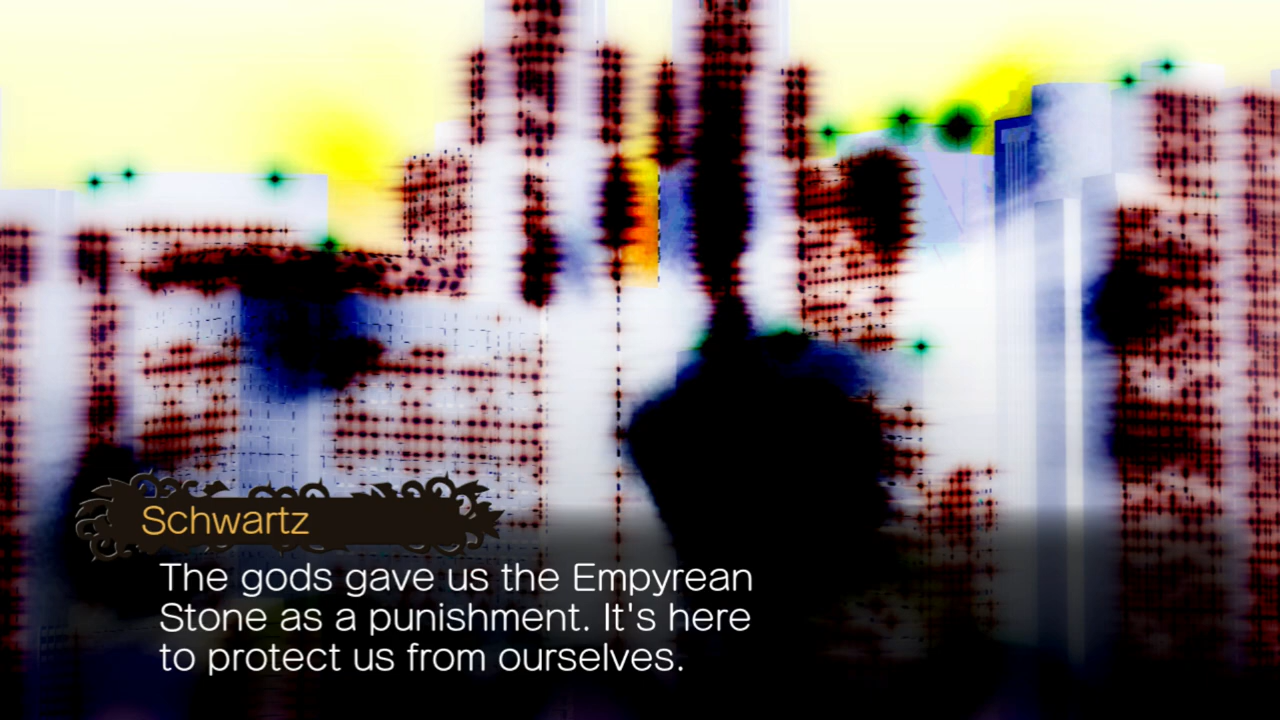 Schwartz
The gods gave us the Empyrean
Stone as a punishment. It's here
to protect us from ourselves.